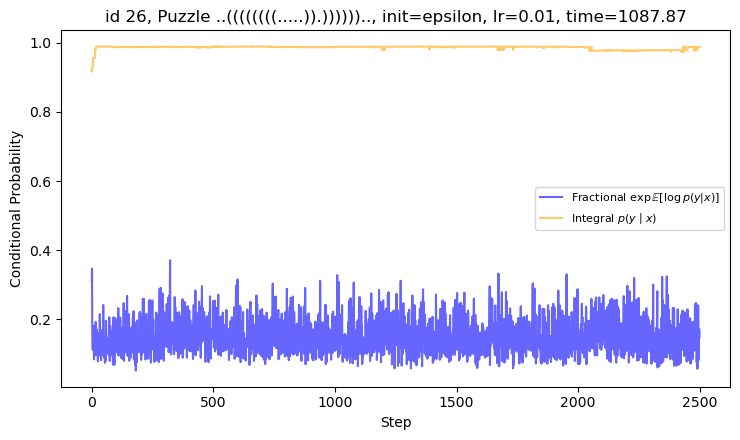 id 26, Puzzle ..((((((((.....)).)))))).., init=epsilon, lr=0.01, time=1087.87
Conditional Probability
1.0
0.8
0.6
0.4
0.2
Fractional exp𝔼[log p(y|x)]
Integral p(y | x)
0
500
1000
1500
2000
2500
Step